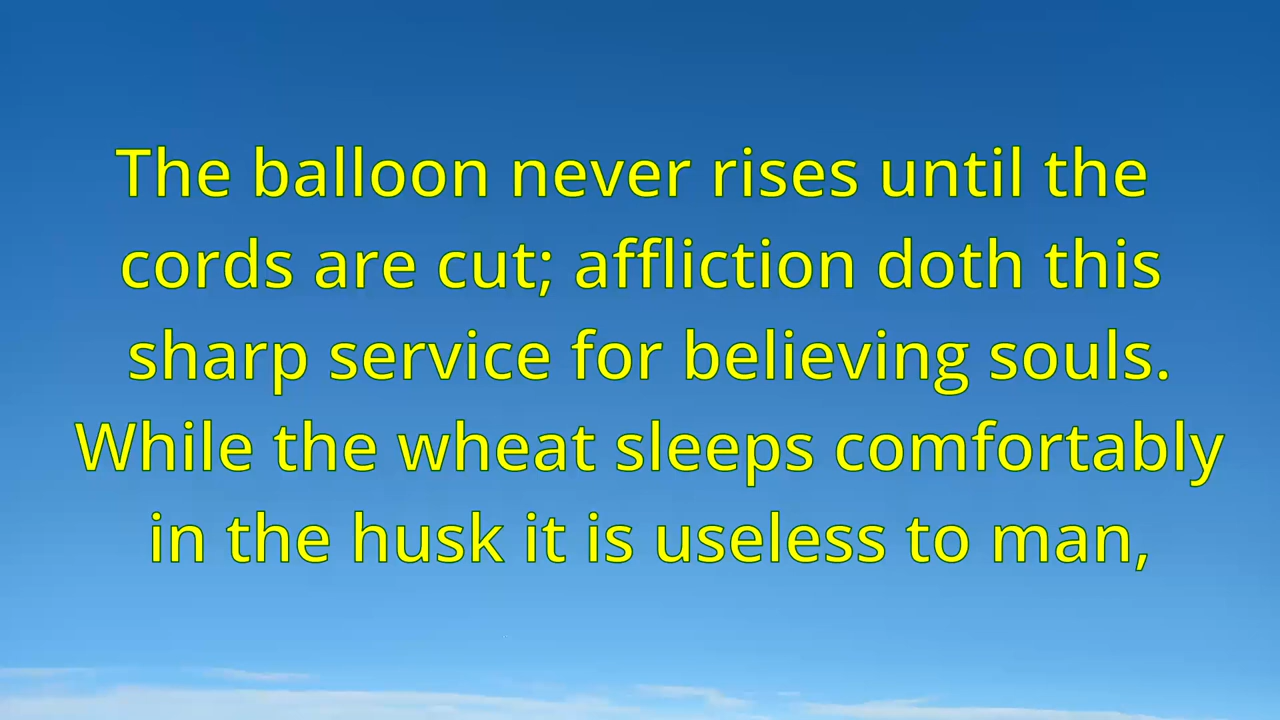 The balloon never rises until the
cords are cut; affliction doth this
sharp service for believing souls.
While the wheat sleeps comfortably
in the husk it is useless to man,